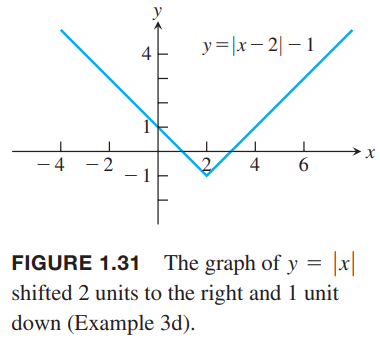 y
4
y=|x – 2| – 1
1
x
– 4
– 2
2
4
6
– 1
FIGURE 1.31 The graph of y = |x|
shifted 2 units to the right and 1 unit
down (Example 3d).